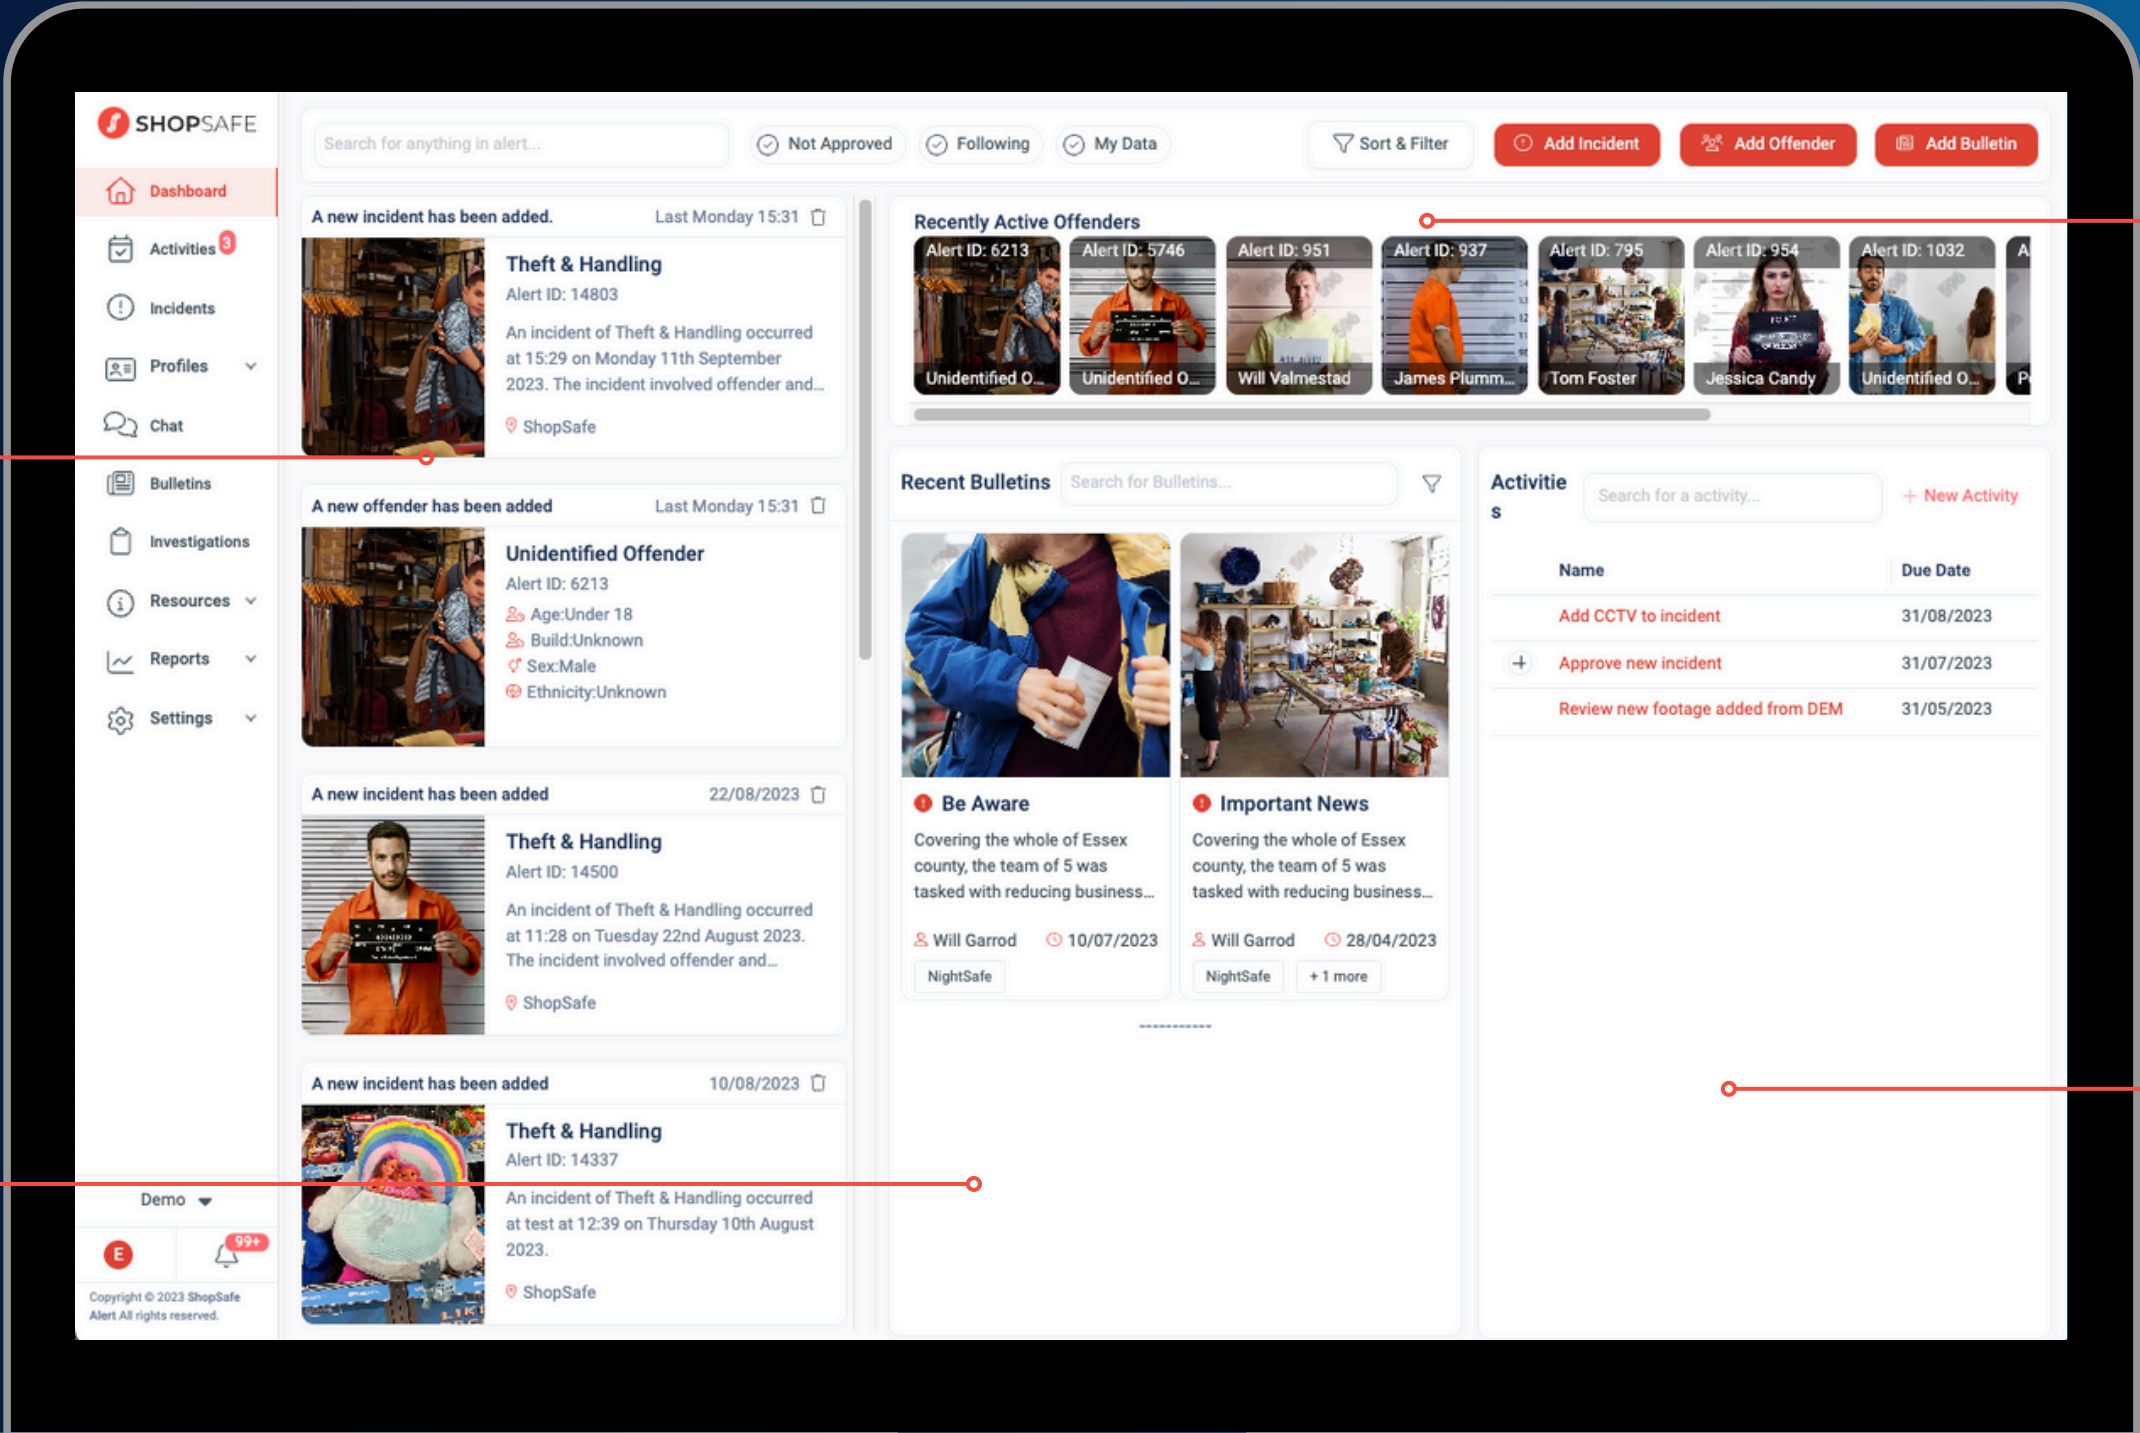 SHOPSAFE
Dashboard
Activities 3
Incidents
Profiles
Chat
Bulletins
Investigations
Resources
Reports
Settings
Demo
E
99+
Copyright © 2023 ShopSafe
Alert All rights reserved.
Search for anything in alert...
Not Approved
Following
My Data
Sort & Filter
Add Incident
Add Offender
Add Bulletin
A new incident has been added.
Last Monday 15:31
Theft & Handling
Alert ID: 14803
An incident of Theft & Handling occurred
at 15:29 on Monday 11th September
2023. The incident involved offender and...
ShopSafe
A new offender has been added
Last Monday 15:31
Unidentified Offender
Alert ID: 6213
Age:Under 18
Build:Unknown
Sex:Male
Ethnicity:Unknown
A new incident has been added
22/08/2023
Theft & Handling
Alert ID: 14500
An incident of Theft & Handling occurred
at 11:28 on Tuesday 22nd August 2023.
The incident involved offender and...
ShopSafe
A new incident has been added
10/08/2023
Theft & Handling
Alert ID: 14337
An incident of Theft & Handling occurred
at test at 12:39 on Thursday 10th August
2023.
ShopSafe
Recently Active Offenders
Alert ID: 6213
Unidentified O...
Alert ID: 5746
Unidentified O...
Alert ID: 951
Will Valmestad
Alert ID: 937
James Plumm...
Alert ID: 795
Tom Foster
Alert ID: 954
Jessica Candy
Alert ID: 1032
Unidentified O...
Recent Bulletins
Search for Bulletins...
Be Aware
Covering the whole of Essex
county, the team of 5 was
tasked with reducing business...
Will Garrod
10/07/2023
NightSafe
Important News
Covering the whole of Essex
county, the team of 5 was
tasked with reducing business...
Will Garrod
28/04/2023
NightSafe
+ 1 more
-----------
Activitie
s
Search for a activity...
+ New Activity
Name
Due Date
Add CCTV to incident
31/08/2023
Approve new incident
31/07/2023
Review new footage added from DEM
31/05/2023